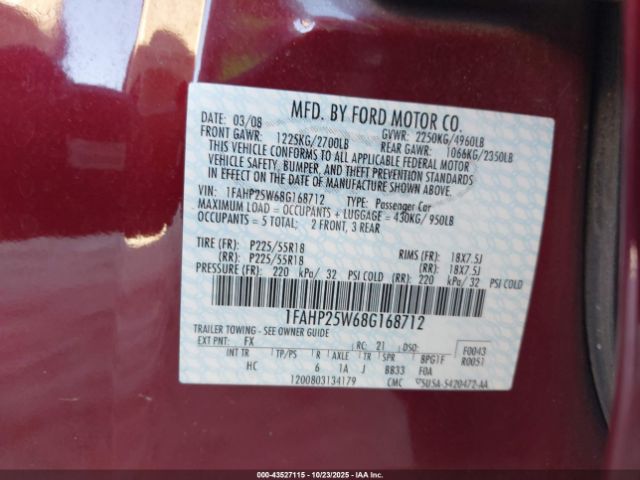 MFD. BY FORD MOTOR CO.
DATE: 03/08 GVWR: 2250KG/4960LB
FRONT GAWR: 1225KG/2700LB REAR GAWR: 1066KG/2350LB
THIS VEHICLE CONFORMS TO ALL APPLICABLE FEDERAL MOTOR
VEHICLE SAFETY, BUMPER, AND THEFT PREVENTION STANDARDS
IN EFFECT ON THE DATE OF MANUFACTURE SHOWN ABOVE.
VIN: 1FAHP25W68G168712 TYPE: Passenger Car
MAXIMUM LOAD = OCCUPANTS + LUGGAGE = 430KG/950LB
OCCUPANTS = 5 TOTAL: 2 FRONT, 3 REAR
TIRE (FR): P225/55R18 RIMS (FR): 18X7.5J
(RR): P225/55R18 (RR): 18X7.5J
PRESSURE (FR): 220 kPa/ 32 PSI COLD (RR): 220 kPa/ 32 PSI COLD
1FAHP25W68G168712
TRAILER TOWING - SEE OWNER GUIDE
EXT PNT: FX RC: 21 DSO: F0043
INT TR TP/PS R AXLE TR SPR BPG1F R0051
HC 6 1A J BB33 FOA
1200803134179 CMC 5U5A-5420472-AA
000-43527115 - 10/23/2025 - IAAI.CA